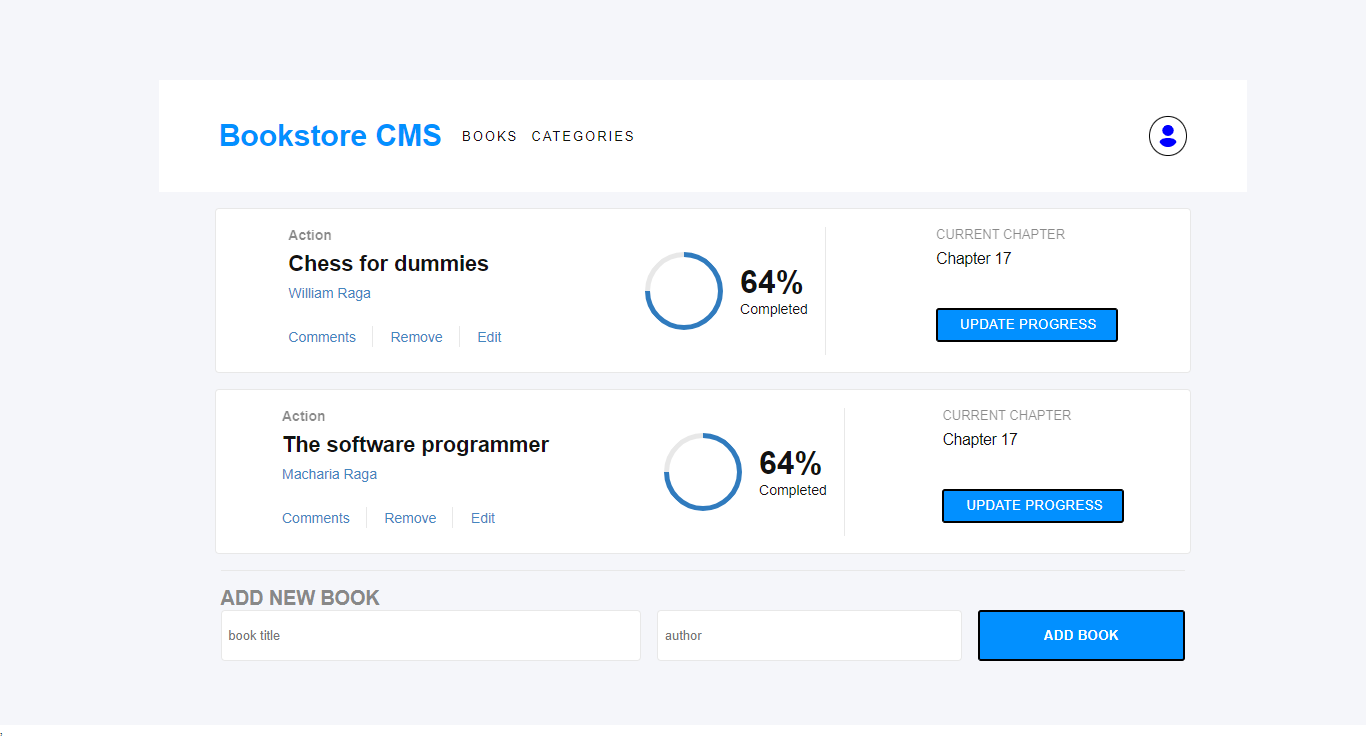 Bookstore CMS BOOKS CATEGORIES
Action
Chess for dummies
William Raga
Comments Remove Edit
64%
Completed
CURRENT CHAPTER
Chapter 17
UPDATE PROGRESS
Action
The software programmer
Macharia Raga
Comments Remove Edit
64%
Completed
CURRENT CHAPTER
Chapter 17
UPDATE PROGRESS
ADD NEW BOOK
book title
author
ADD BOOK